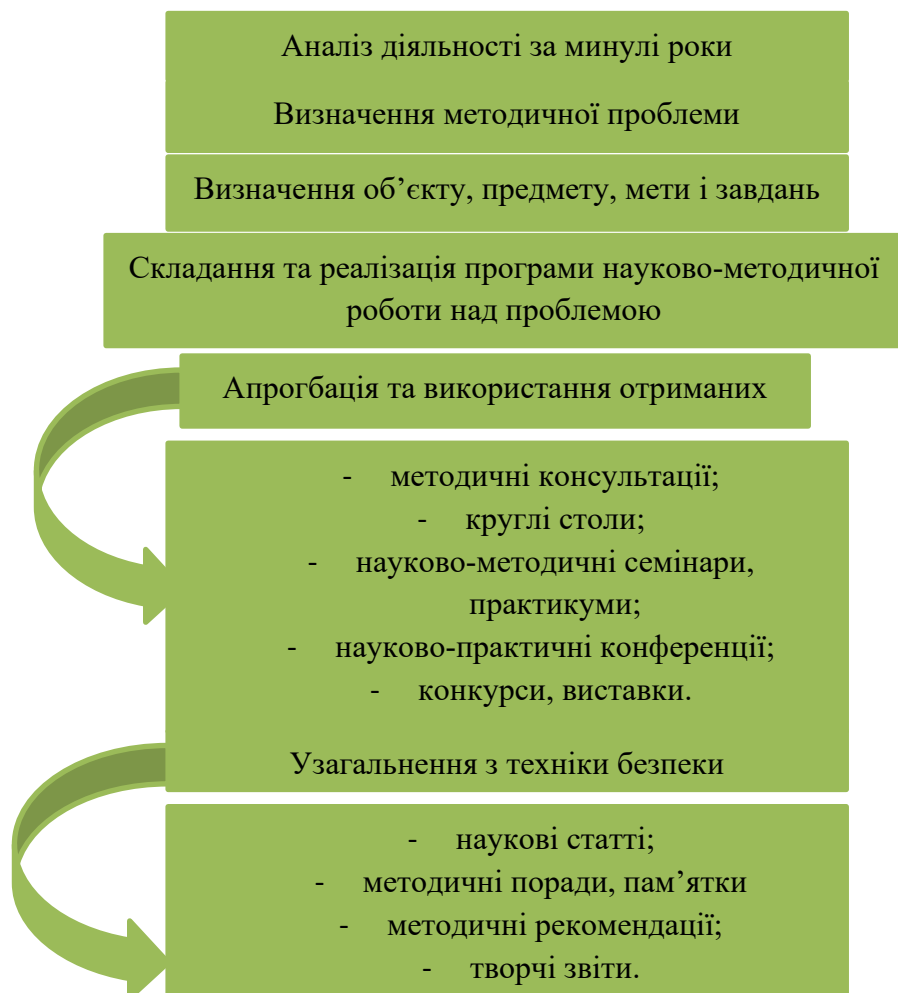 Аналіз діяльності за минулі роки
Визначення методичної проблеми
Визначення об’єкту, предмету, мети і завдань
Складання та реалізація програми науково-методичної
роботи над проблемою
Апрогбація та використання отриманих
- методичні консультації;
- круглі столи;
- науково-методичні семінари,
практикуми;
- науково-практичні конференції;
- конкурси, виставки.
Узагальнення з техніки безпеки
- наукові статті;
- методичні поради, пам’ятки
- методичні рекомендації;
- творчі звіти.